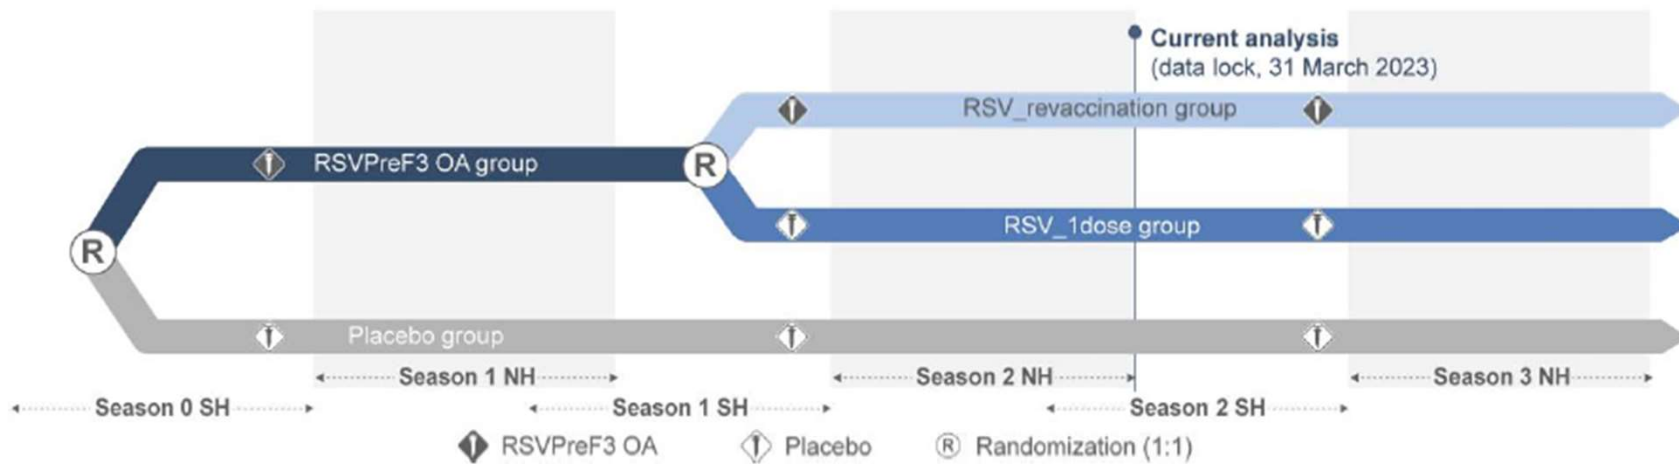 Current analysis
(data lock, 31 March 2023)
RSV_revaccination group
RSVPreF3 OA group
R
RSV_1dose group
R
Placebo group
Season 1 NH
Season 2 NH
Season 3 NH
Season 0 SH
Season 1 SH
Season 2 SH
RSVPreF3 OA
Placebo
R Randomization (1:1)